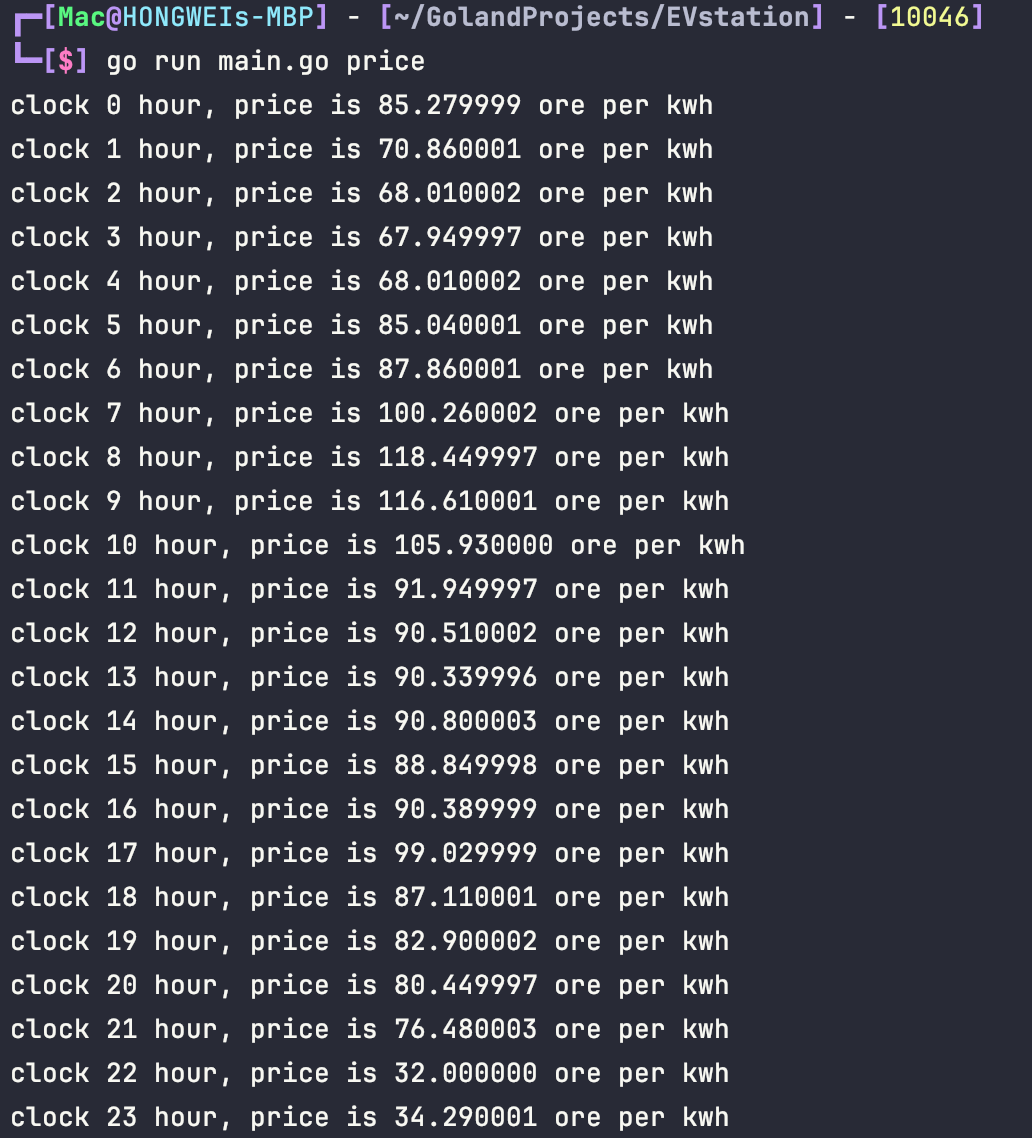 [Mac@HONGWEIs-MBP] - [~/GolandProjects/EVstation] - [10046]
[$] go run main.go price
clock 0 hour, price is 85.279999 ore per kwh
clock 1 hour, price is 70.860001 ore per kwh
clock 2 hour, price is 68.010002 ore per kwh
clock 3 hour, price is 67.949997 ore per kwh
clock 4 hour, price is 68.010002 ore per kwh
clock 5 hour, price is 85.040001 ore per kwh
clock 6 hour, price is 87.860001 ore per kwh
clock 7 hour, price is 100.260002 ore per kwh
clock 8 hour, price is 118.449997 ore per kwh
clock 9 hour, price is 116.610001 ore per kwh
clock 10 hour, price is 105.930000 ore per kwh
clock 11 hour, price is 91.949997 ore per kwh
clock 12 hour, price is 90.510002 ore per kwh
clock 13 hour, price is 90.339996 ore per kwh
clock 14 hour, price is 90.800003 ore per kwh
clock 15 hour, price is 88.849998 ore per kwh
clock 16 hour, price is 90.389999 ore per kwh
clock 17 hour, price is 99.029999 ore per kwh
clock 18 hour, price is 87.110001 ore per kwh
clock 19 hour, price is 82.900002 ore per kwh
clock 20 hour, price is 80.449997 ore per kwh
clock 21 hour, price is 76.480003 ore per kwh
clock 22 hour, price is 32.000000 ore per kwh
clock 23 hour, price is 34.290001 ore per kwh